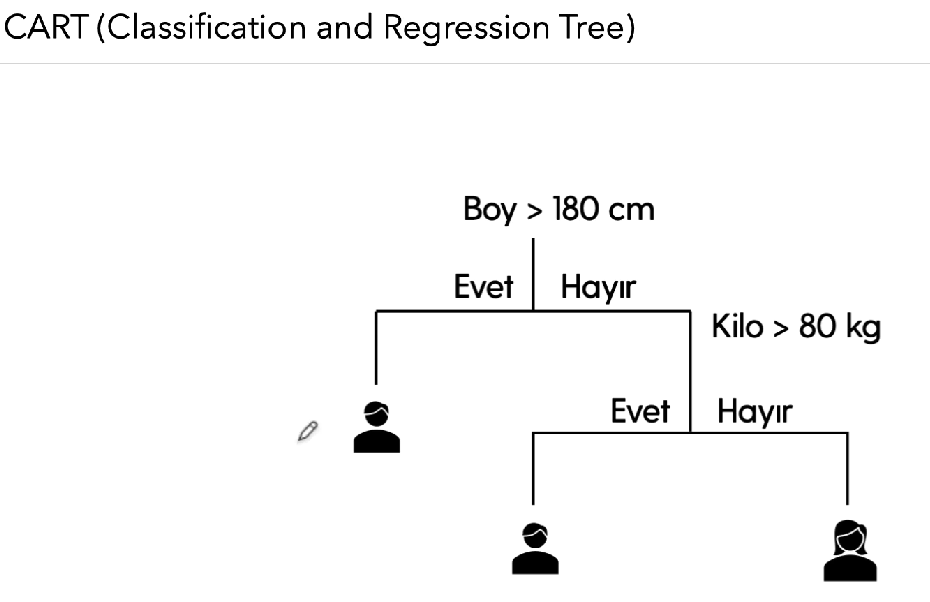 CART (Classification and Regression Tree)
Boy > 180 cm
Evet Hayır
Kilo > 80 kg
Evet Hayır